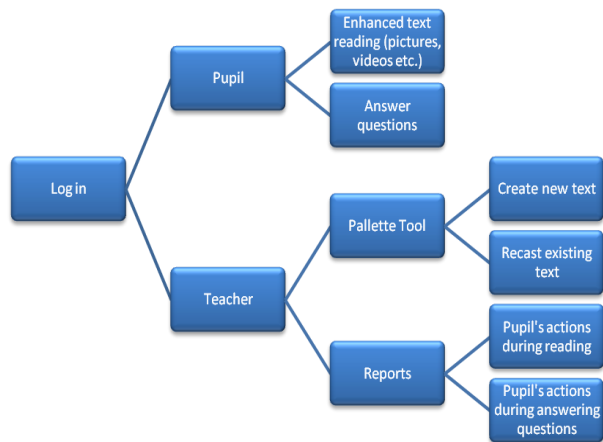 Enhanced text
reading (pictures,
videos etc.)
Pupil
Answer
questions
Log in
Create new text
Pallette Tool
Recast existing
text
Teacher
Pupil's actions
during reading
Reports
Pupil's actions
during answering
questions